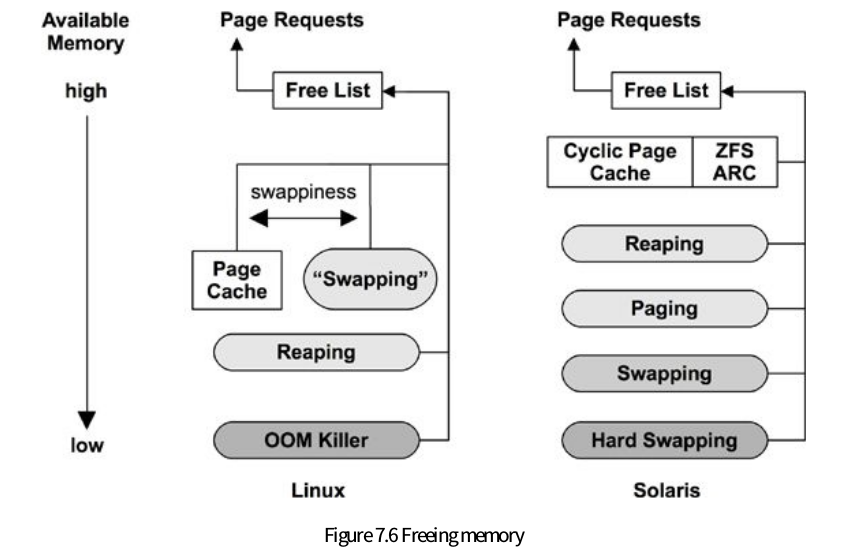 Available
Memory
high
low
Page Requests
Free List
swappiness
Page
Cache
“Swapping”
Reaping
OOM Killer
Linux
Page Requests
Free List
Cyclic Page
Cache
ZFS
ARC
Reaping
Paging
Swapping
Hard Swapping
Solaris
Figure 7.6 Freeing memory